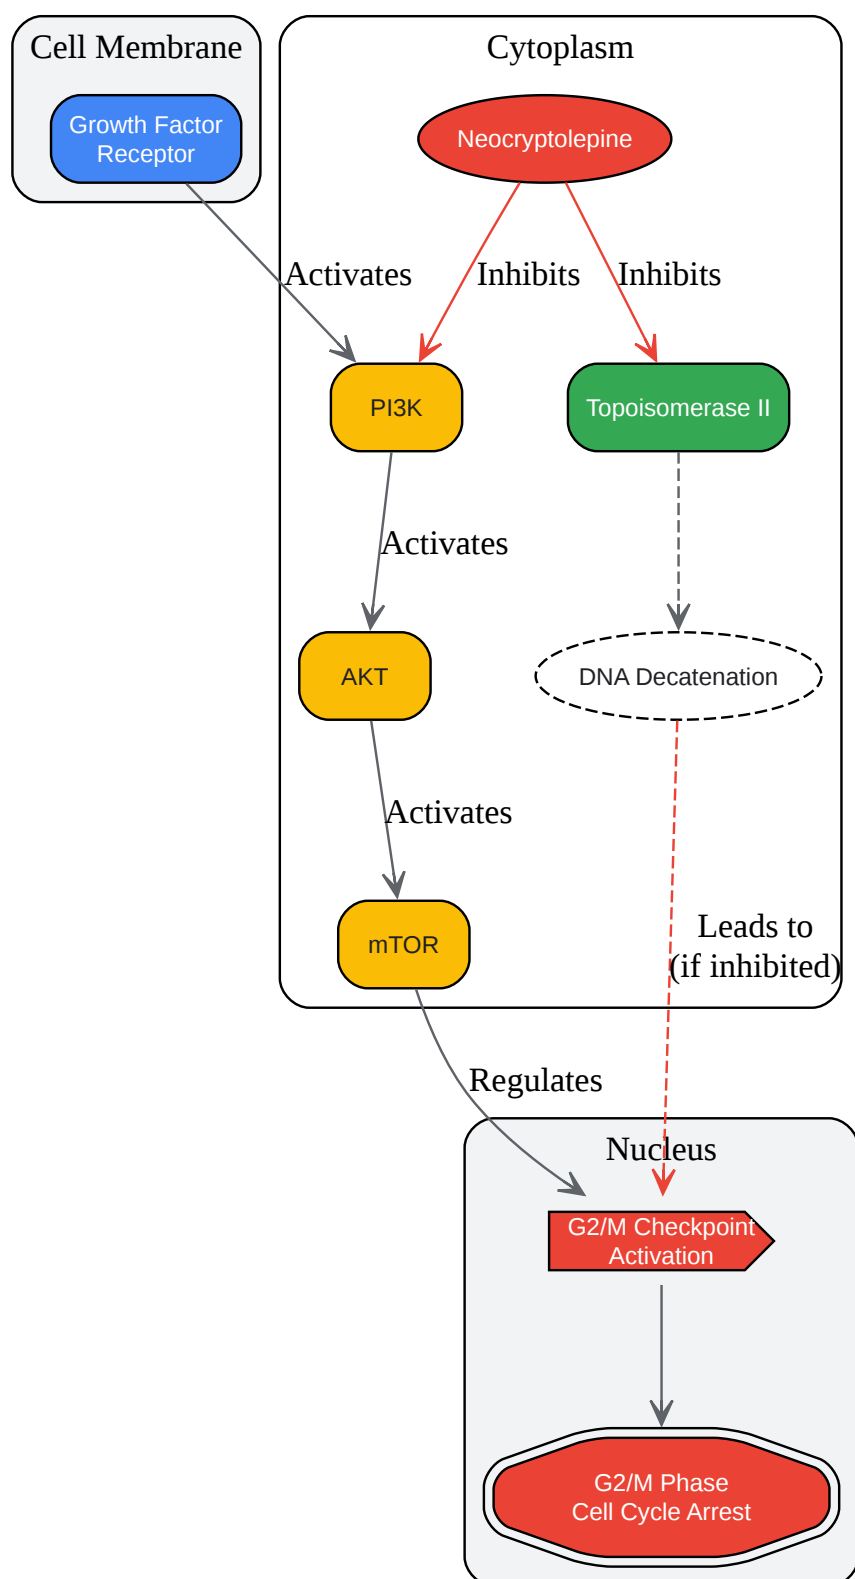 Cell Membrane
Cytoplasm
Growth Factor
Receptor
Neocryptolepine
Activates
Inhibits
Inhibits
PI3K
Topoisomerase II
Activates
AKT
DNA Decatenation
Activates
mTOR
Leads to
(if inhibited)
Regulates
Nucleus
G2/M Checkpoint
Activation
G2/M Phase
Cell Cycle Arrest